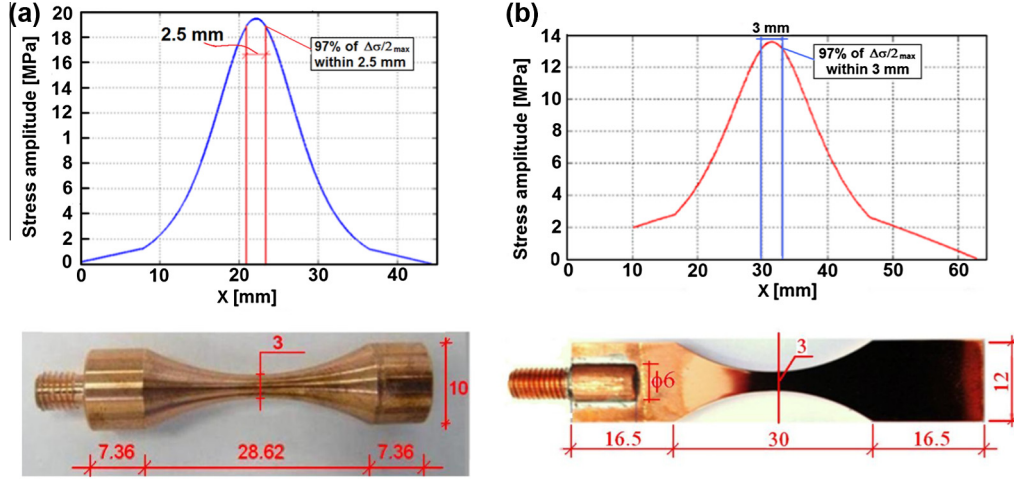 (a)
20
18
16
14
12
1
8
6
4
2
0
Stress amplitude [MPa]
2.5 mm
97% of Δσ/2max
within 2.5 mm
0 10 20 30 40
X [mm]
3
10
7.36 28.62 7.36
(b)
3 mm
14
12
10
8
6
4
2
0
Stress amplitude [MPa]
97% of Δσ/2max
within 3 mm
0 10 20 30 40 50 60
X [mm]
ϕ6
3
12
16.5 30 16.5